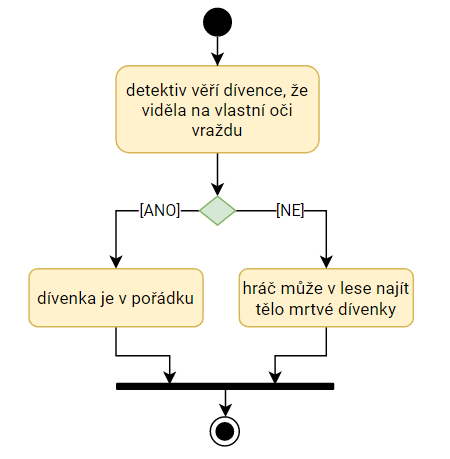 detektiv věří dívence, že
viděla na vlastní oči
vraždu
[ANO]
[NE]
dívenka je v pořádku
hráč může v lese najít
tělo mrtvé dívenky